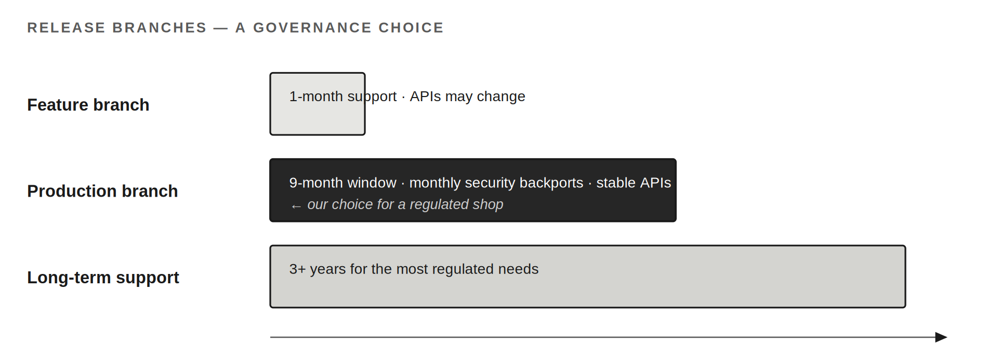 RELEASE BRANCHES — A GOVERNANCE CHOICE
Feature branch
1-month support · APIs may change
Production branch
9-month window · monthly security backports · stable APIs
← our choice for a regulated shop
Long-term support
3+ years for the most regulated needs